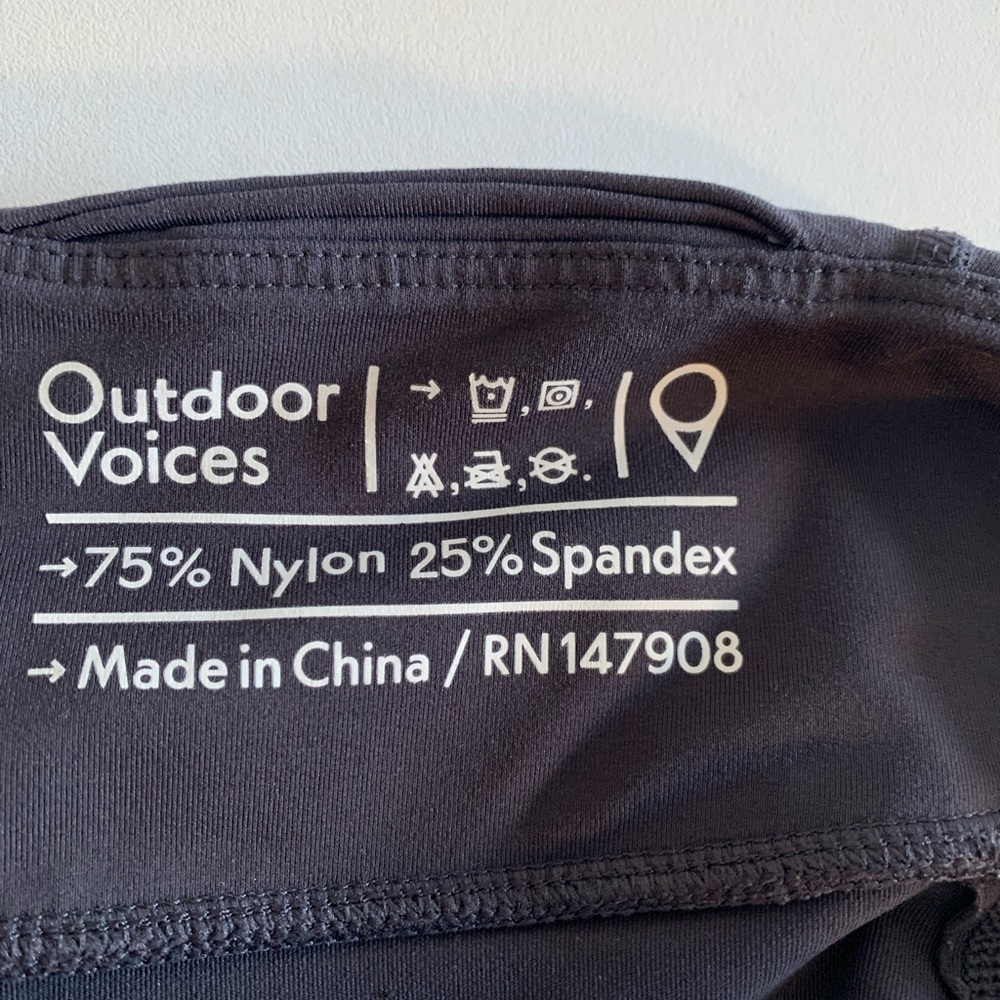 Outdoor
Voices
→ , ,
, , .
→75% Nylon 25% Spandex
→Made in China / RN 147908